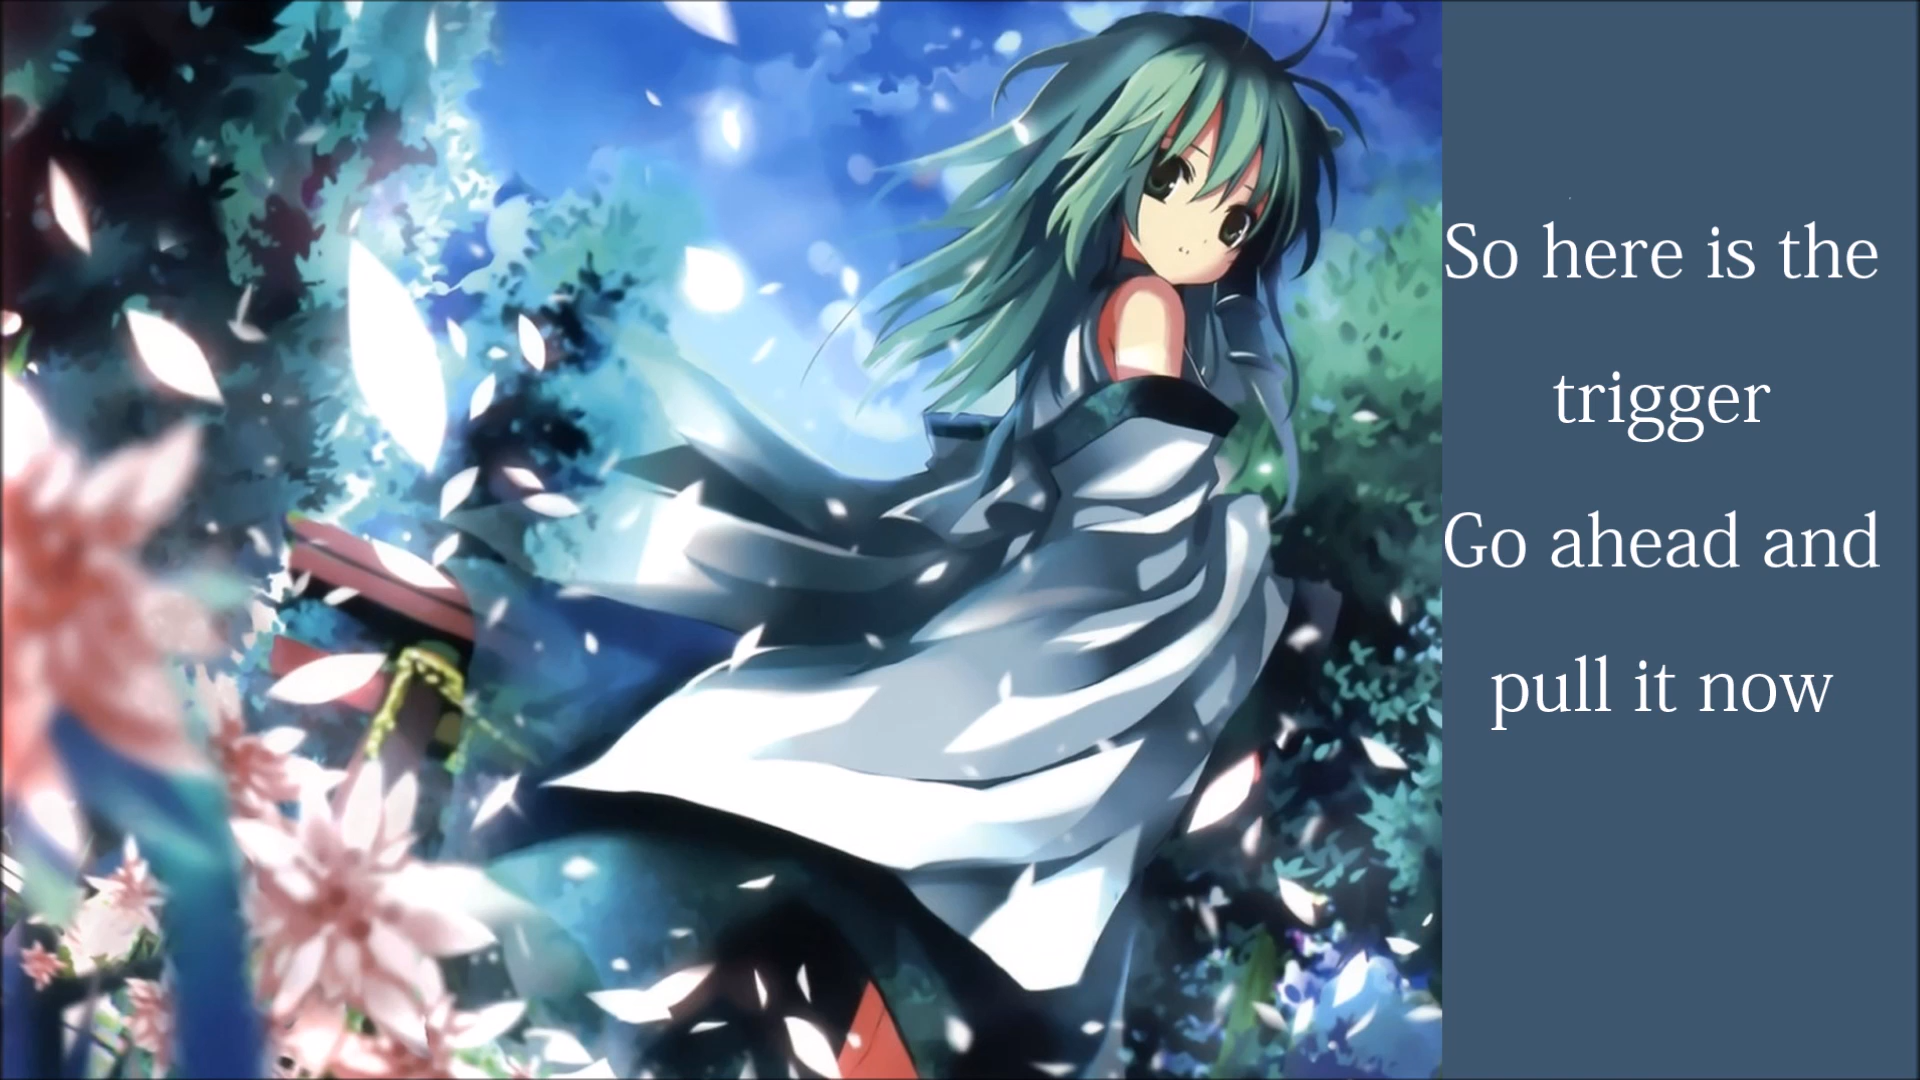 So here is the
trigger
Go ahead and
pull it now